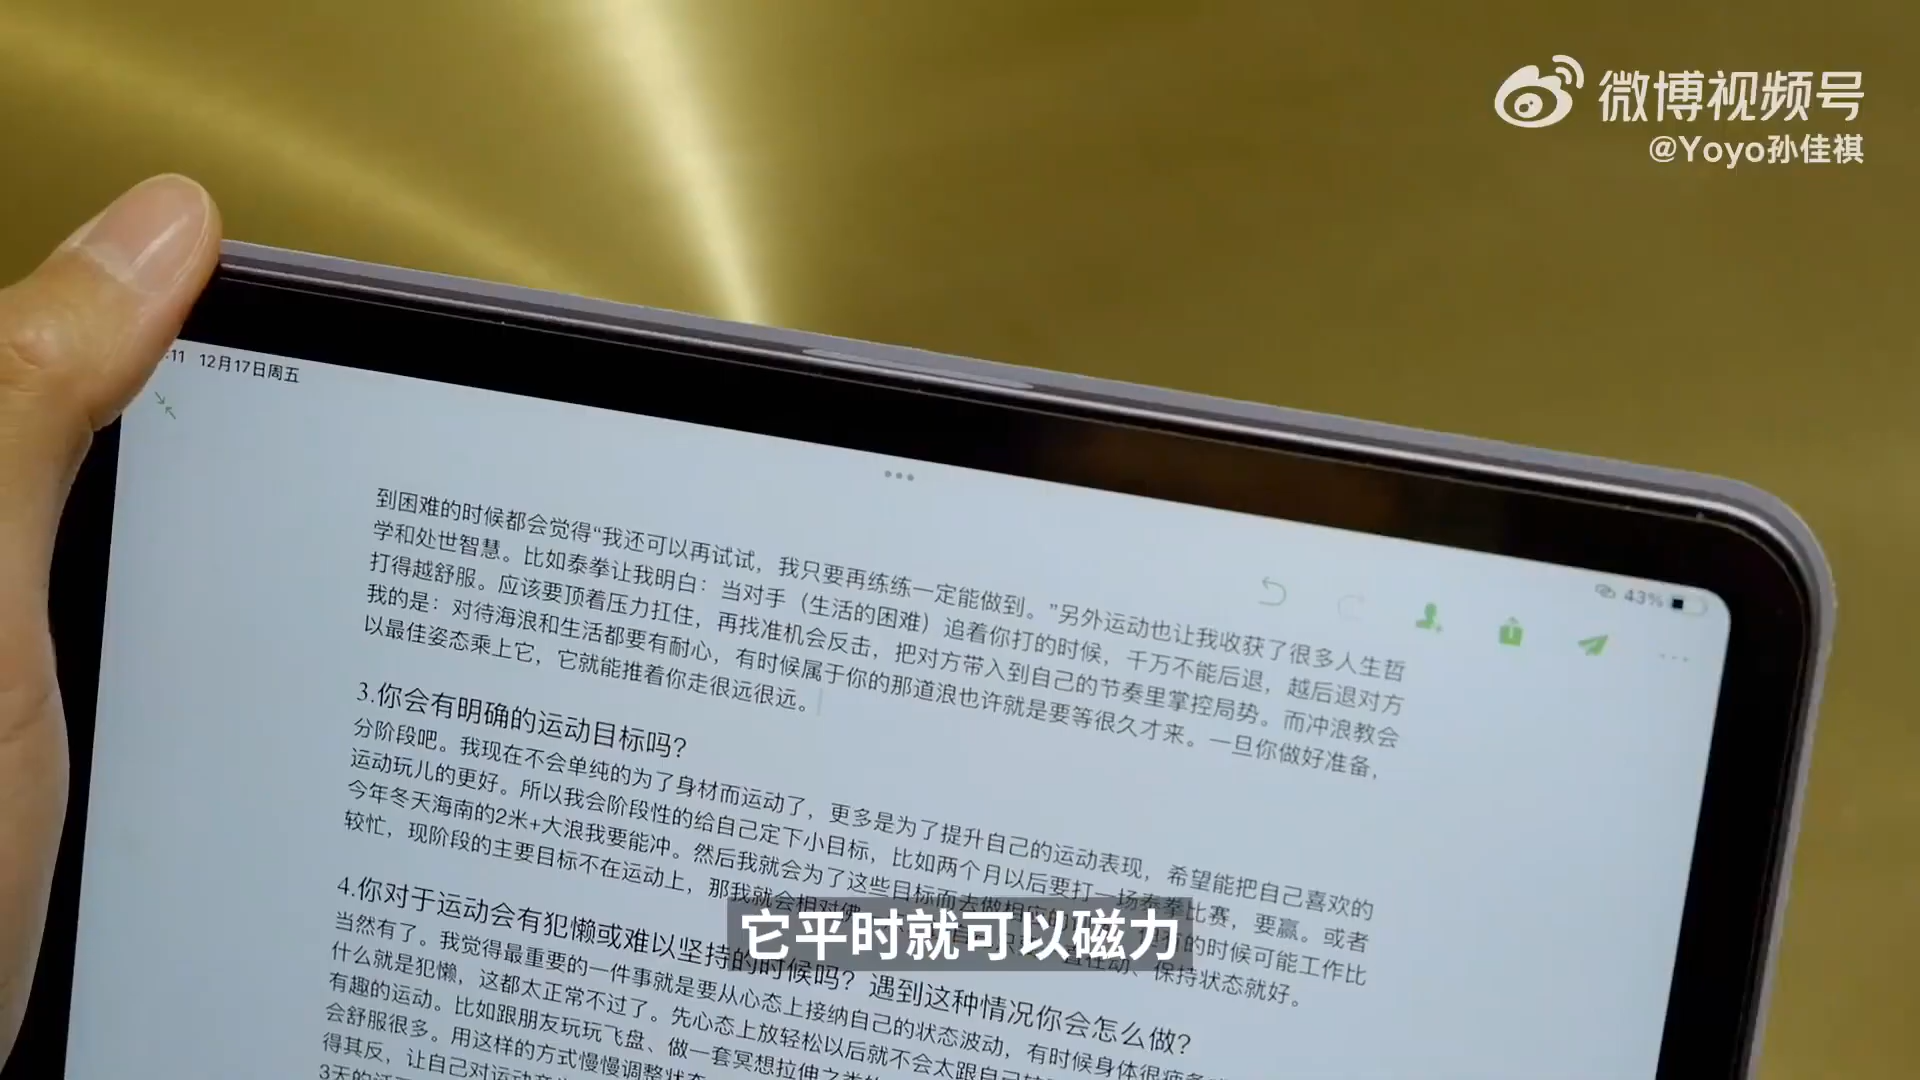 微博视频号
@Yoyo孙佳祺
:11 12月17日周五
43%
到困难的时候都会觉得“我还可以再试试，我只要再练练一定能做到。”另外运动也让我收获了很多人生哲
学和处世智慧。比如泰拳让我明白：当对手（生活的困难）追着你打的时候，千万不能后退，越后退对方
打得越舒服。应该要顶着压力扛住，再找准机会反击，把对方带入到自己的节奏里掌控局势。而冲浪教会
我的是：对待海浪和生活都要有耐心，有时候属于你的那道浪也许就是要等很久才来。一旦你做好准备，
以最佳姿态乘上它，它就能推着你走很远很远。
3.你会有明确的运动目标吗？
分阶段吧。我现在不会单纯的为了身材而运动了，更多是为了提升自己的运动表现，希望能把自己喜欢的
运动玩儿的更好。所以我会阶段性的给自己定下小目标，比如两个月以后要打一场泰拳比赛，要赢。或者
今年冬天海南的2米+大浪我要能冲。然后我就会为了这些目标而去做相应的有的时候可能工作比
较忙，现阶段的主要目标不在运动上，那我就会相对佛在动、保持状态就好。
4.你对于运动会有犯懒或难以坚持的时候吗？遇到这种情况你会怎么做？
当然有了。我觉得最重要的一件事就是要从心态上接纳自己的状态波动，有时候身体很疲
什么就是犯懒，这都太正常不过了。先心态上放轻松以后就不会太跟自己
有趣的运动。比如跟朋友玩玩飞盘、做一套冥想拉伸之类的
会舒服很多。用这样的方式慢慢调整状态
得其反，让自己对运动产
3天的
它平时就可以磁力